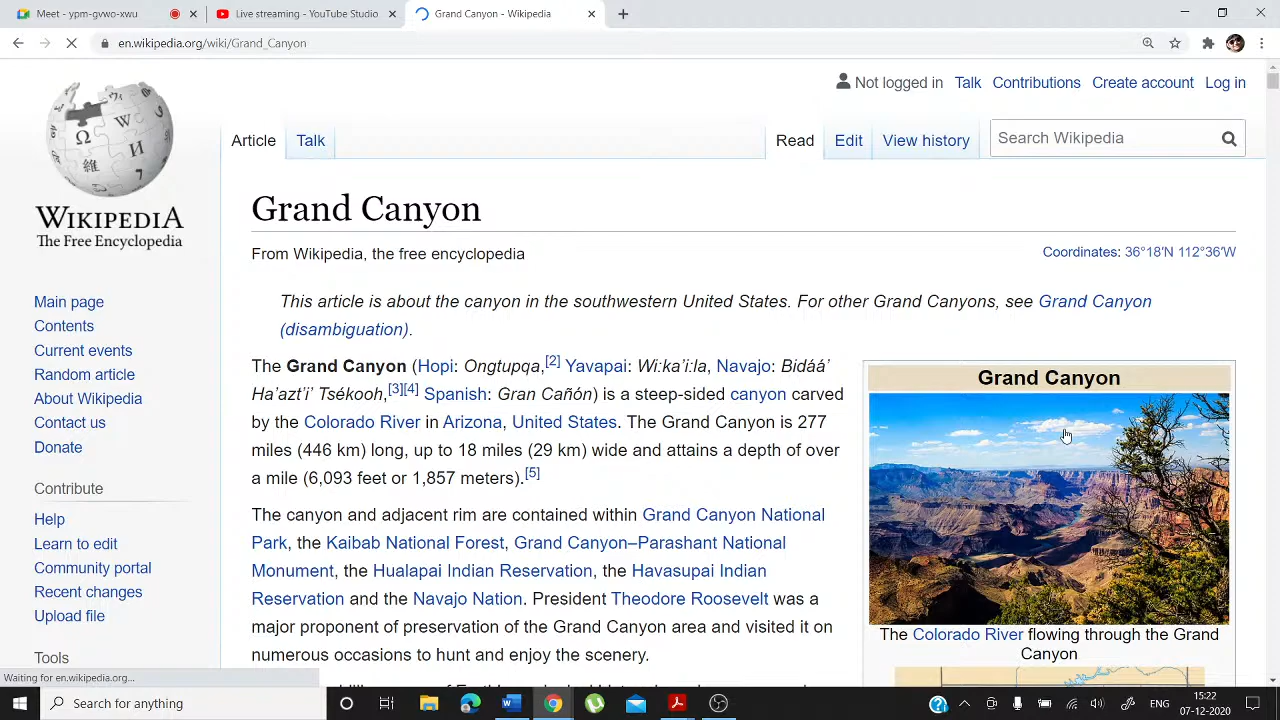 Meet - ypm-gvwc-xwu
Live streaming - YouTube Studio
Grand Canyon - Wikipedia
en.wikipedia.org/wiki/Grand_Canyon
Not logged in Talk Contributions Create account Log in
Article Talk Read Edit View history Search Wikipedia
WIKIPEDIA
The Free Encyclopedia
Main page
Contents
Current events
Random article
About Wikipedia
Contact us
Donate
Contribute
Help
Learn to edit
Community portal
Recent changes
Upload file
Tools
Grand Canyon
From Wikipedia, the free encyclopedia
Coordinates: 36°18′N 112°36′W
This article is about the canyon in the southwestern United States. For other Grand Canyons, see Grand Canyon
(disambiguation).
The Grand Canyon (Hopi: Ongtupqa,[2] Yavapai: Wi:ka'i:la, Navajo: Bidááʼ
Haʼaztʼiʼ Tsékooh,[3][4] Spanish: Gran Cañón) is a steep-sided canyon carved
by the Colorado River in Arizona, United States. The Grand Canyon is 277
miles (446 km) long, up to 18 miles (29 km) wide and attains a depth of over
a mile (6,093 feet or 1,857 meters).[5]
The canyon and adjacent rim are contained within Grand Canyon National
Park, the Kaibab National Forest, Grand Canyon–Parashant National
Monument, the Hualapai Indian Reservation, the Havasupai Indian
Reservation and the Navajo Nation. President Theodore Roosevelt was a
major proponent of preservation of the Grand Canyon area and visited it on
numerous occasions to hunt and enjoy the scenery.
Grand Canyon
The Colorado River flowing through the Grand
Canyon
Waiting for en.wikipedia.org...
Search for anything
ENG
15:22
07-12-2020